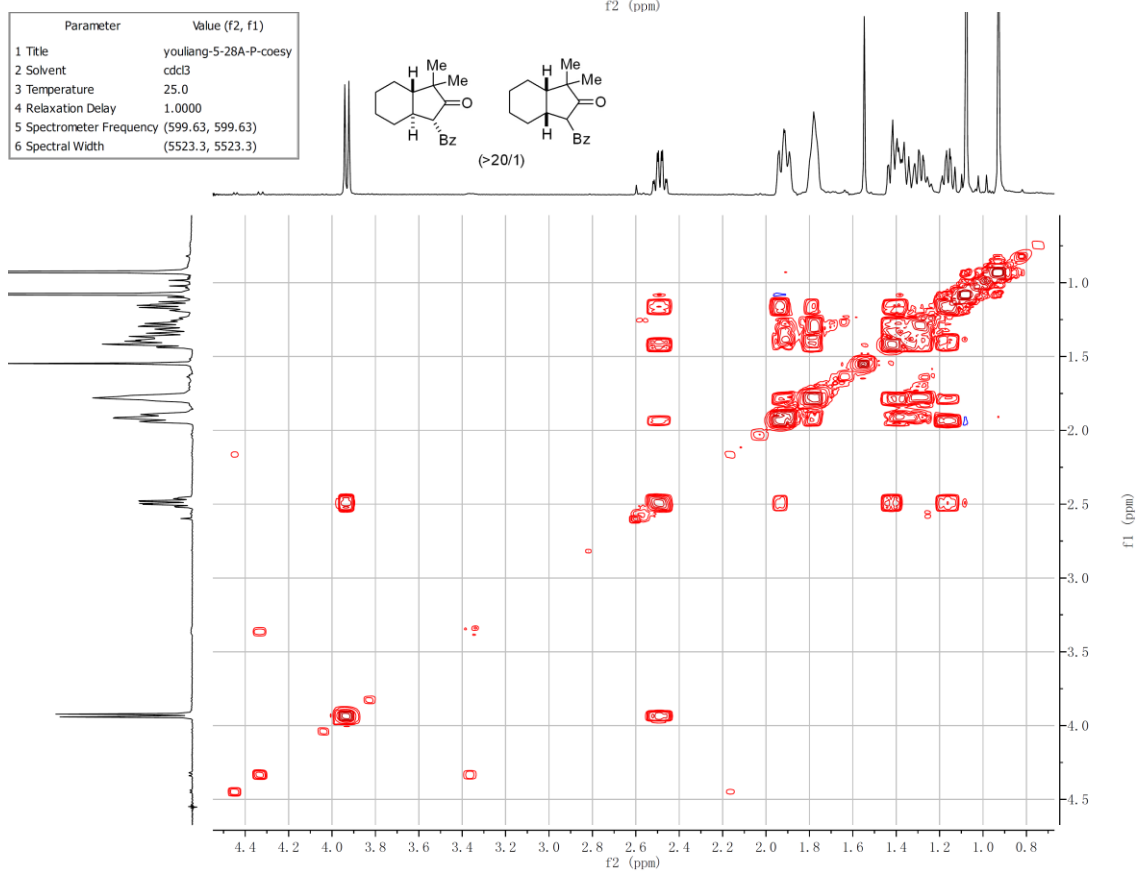 f2 (ppm)
Parameter Value (f2, f1)
1 Title youliang-5-28A-P-coesy
2 Solvent cdcl3
3 Temperature 25.0
4 Relaxation Delay 1.0000
5 Spectrometer Frequency (599.63, 599.63)
6 Spectral Width (5523.3, 5523.3)
H Me Me O H Bz
H Me Me O H Bz
(>20/1)
1.0
1.5
2.0
2.5
3.0
3.5
4.0
4.5
f1 (ppm)
4.4 4.2 4.0 3.8 3.6 3.4 3.2 3.0 2.8 2.6 2.4 2.2 2.0 1.8 1.6 1.4 1.2 1.0 0.8
f2 (ppm)